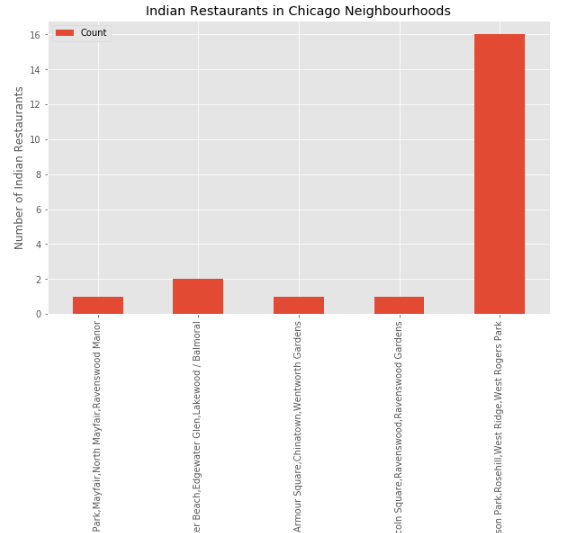 Indian Restaurants in Chicago Neighbourhoods
Count
Number of Indian Restaurants
16
14
12
10
8
6
4
2
0
Park,Mayfair,North Mayfair,Ravenswood Manor
er Beach,Edgewater Glen,Lakewood / Balmoral
Armour Square,Chinatown,Wentworth Gardens
coln Square,Ravenswood,Ravenswood Gardens
son Park,Rosehill,West Ridge,West Rogers Park